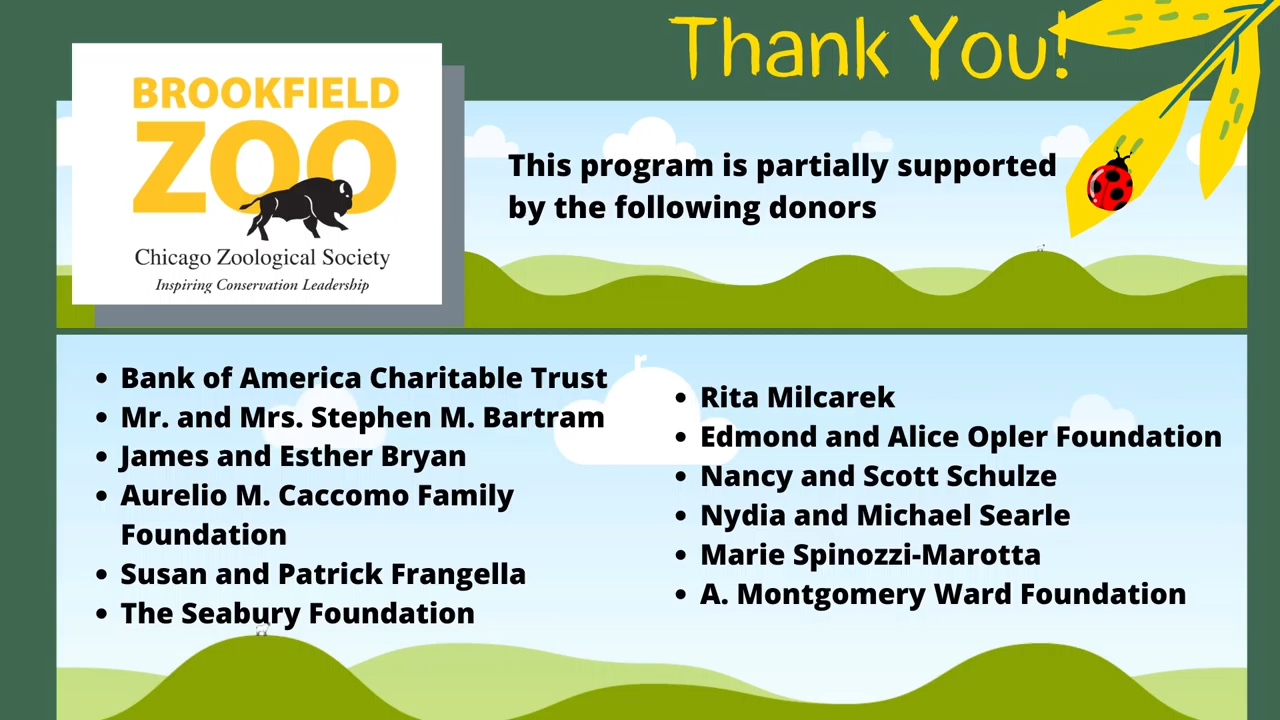 Thank You!
BROOKFIELD
ZOO
Chicago Zoological Society
Inspiring Conservation Leadership
This program is partially supported
by the following donors
• Bank of America Charitable Trust
• Mr. and Mrs. Stephen M. Bartram
• James and Esther Bryan
• Aurelio M. Caccomo Family
Foundation
• Susan and Patrick Frangella
• The Seabury Foundation
• Rita Milcarek
• Edmond and Alice Opler Foundation
• Nancy and Scott Schulze
• Nydia and Michael Searle
• Marie Spinozzi-Marotta
• A. Montgomery Ward Foundation